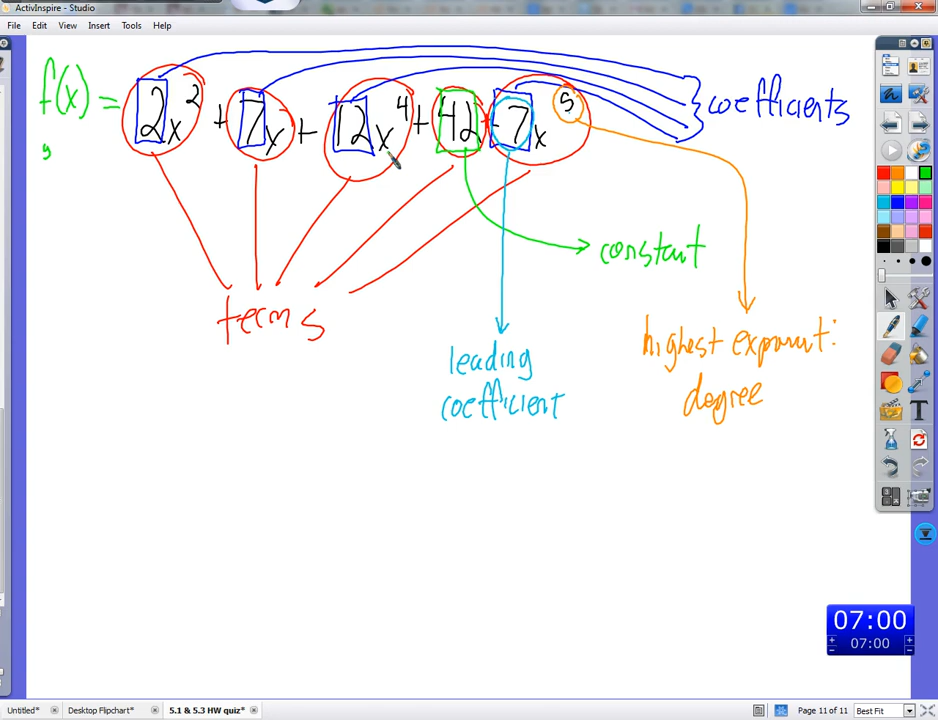 ActivInspire - Studio
File Edit View Insert Tools Help
f(x) = 2x² + 7x + 12x⁴ + 42 - 7x⁵
coefficients
constant
terms
leading
coefficient
highest exponent:
degree
07:00
07:00
Untitled* Desktop Flipchart* 5.1 & 5.3 HW quiz* Page 11 of 11 Best Fit